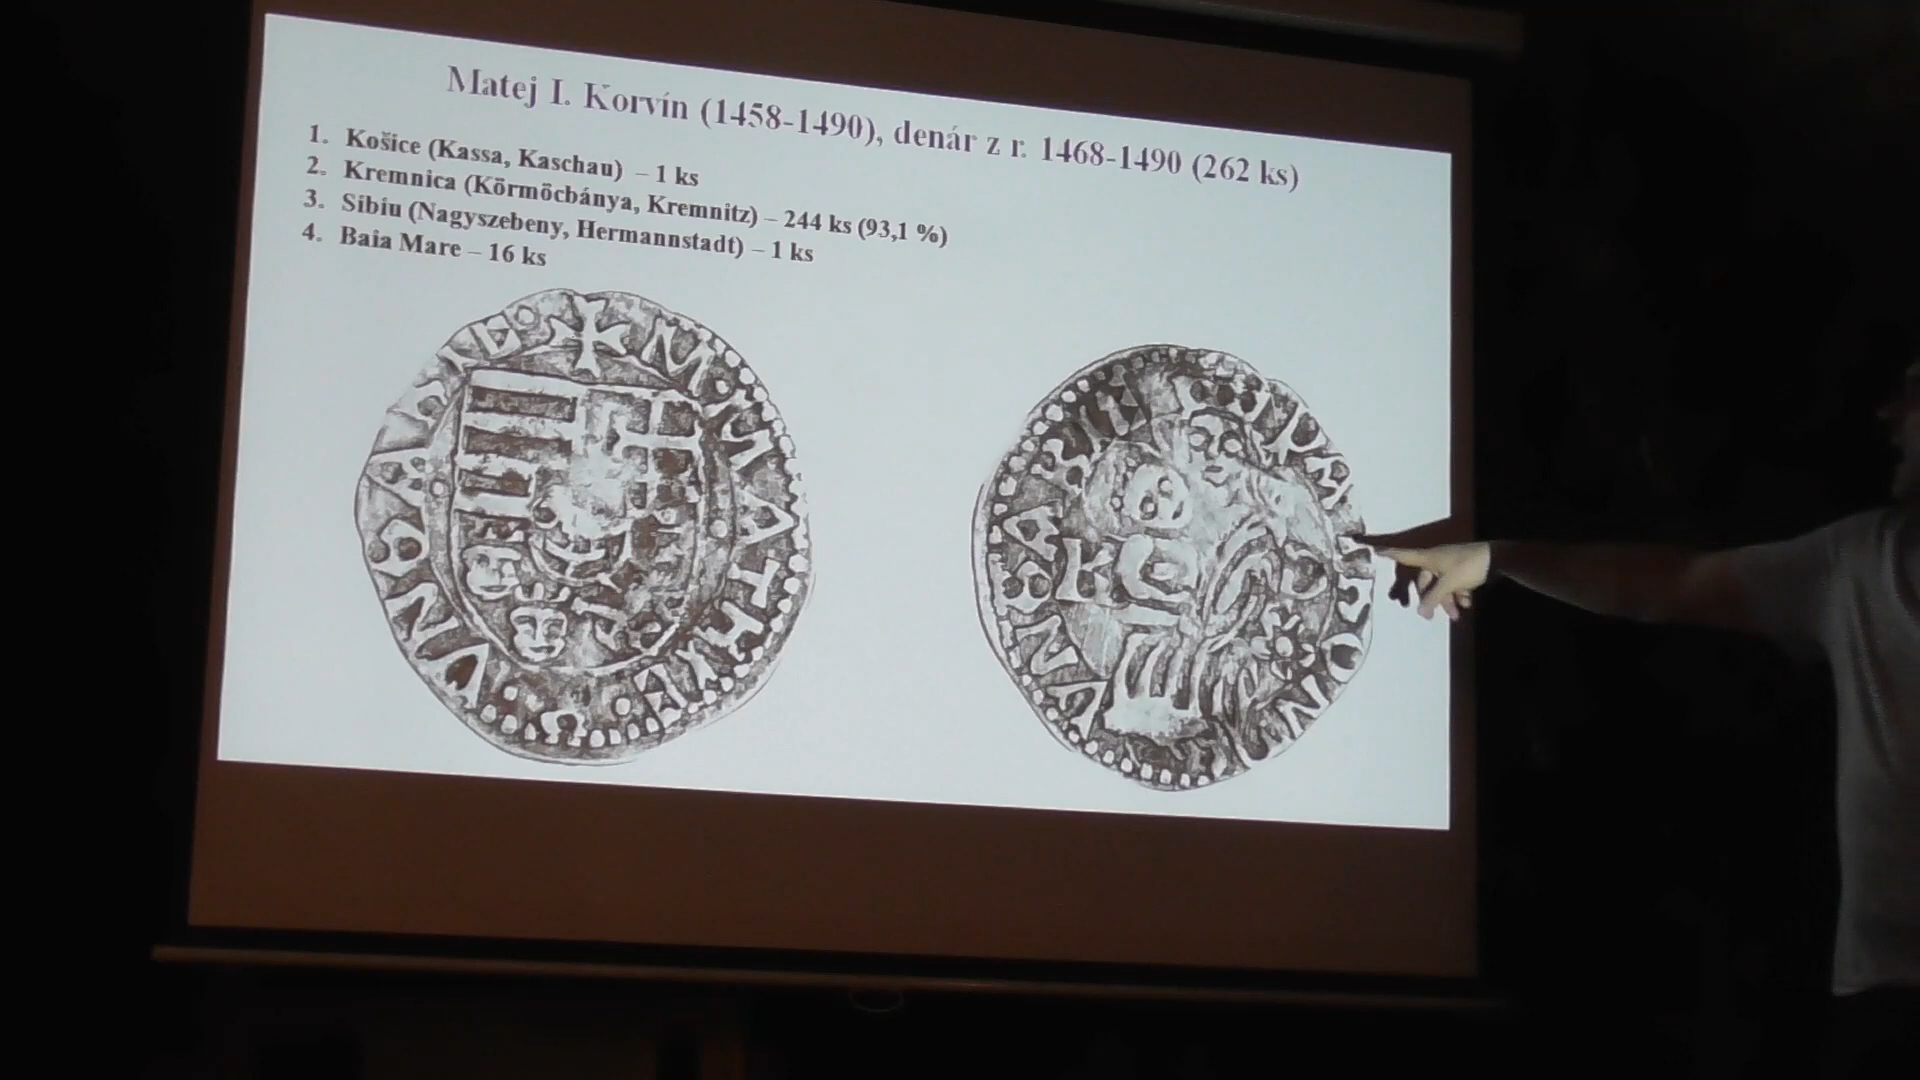 Matej I. Korvín (1458-1490), denár z r. 1468-1490 (262 ks)
1. Košice (Kassa, Kaschau) – 1 ks
2. Kremnica (Körmöcbánya, Kremnitz) – 244 ks (93,1 %)
3. Sibiu (Nagyszebeny, Hermannstadt) – 1 ks
4. Baia Mare – 16 ks